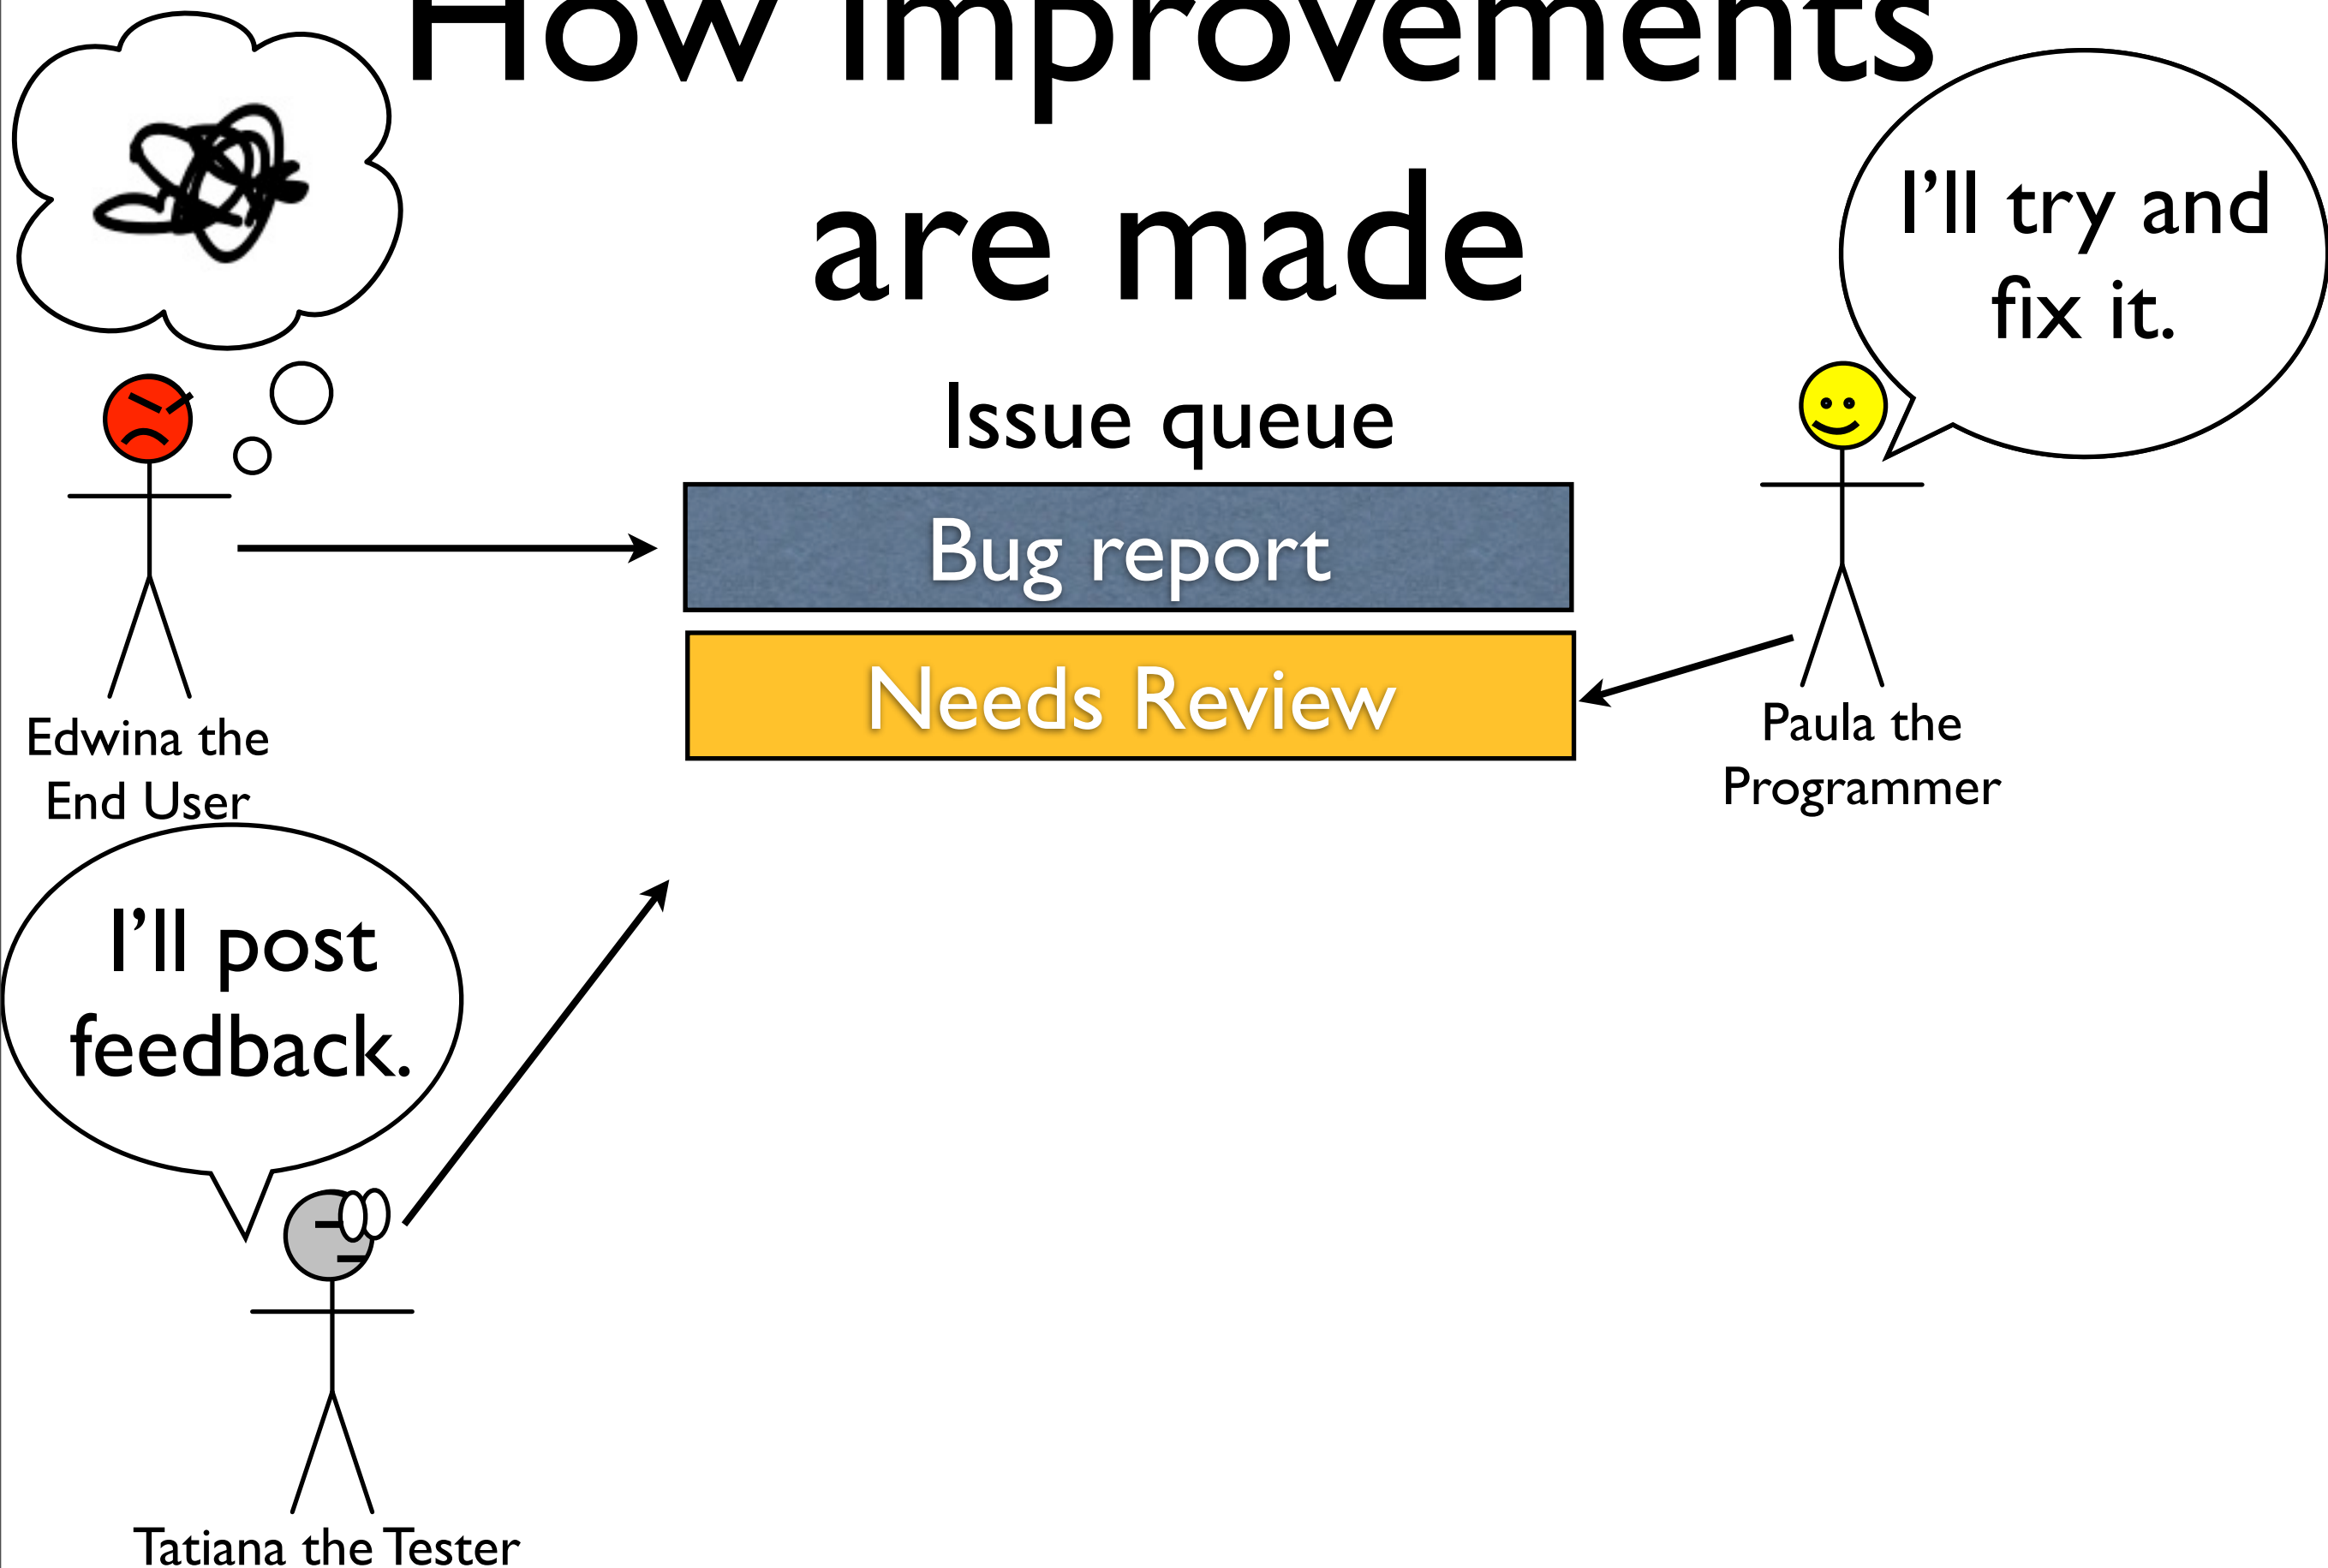 How improvements
are made
I'll try and
fix it.
Issue queue
Bug report
Needs Review
Edwina the
End User
Paula the
Programmer
I'll post
feedback.
Tatiana the Tester